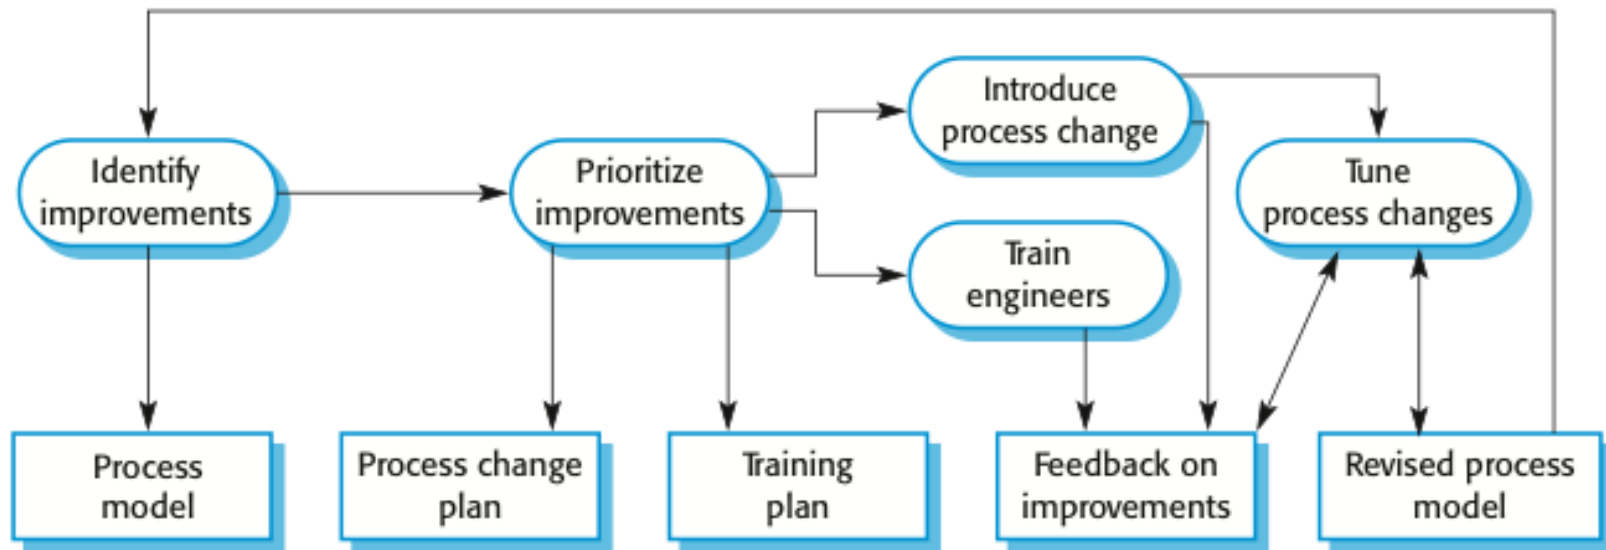 Introduce
process change
Identify
improvements
Prioritize
improvements
Tune
process changes
Train
engineers
Process
model
Process change
plan
Training
plan
Feedback on
improvements
Revised process
model